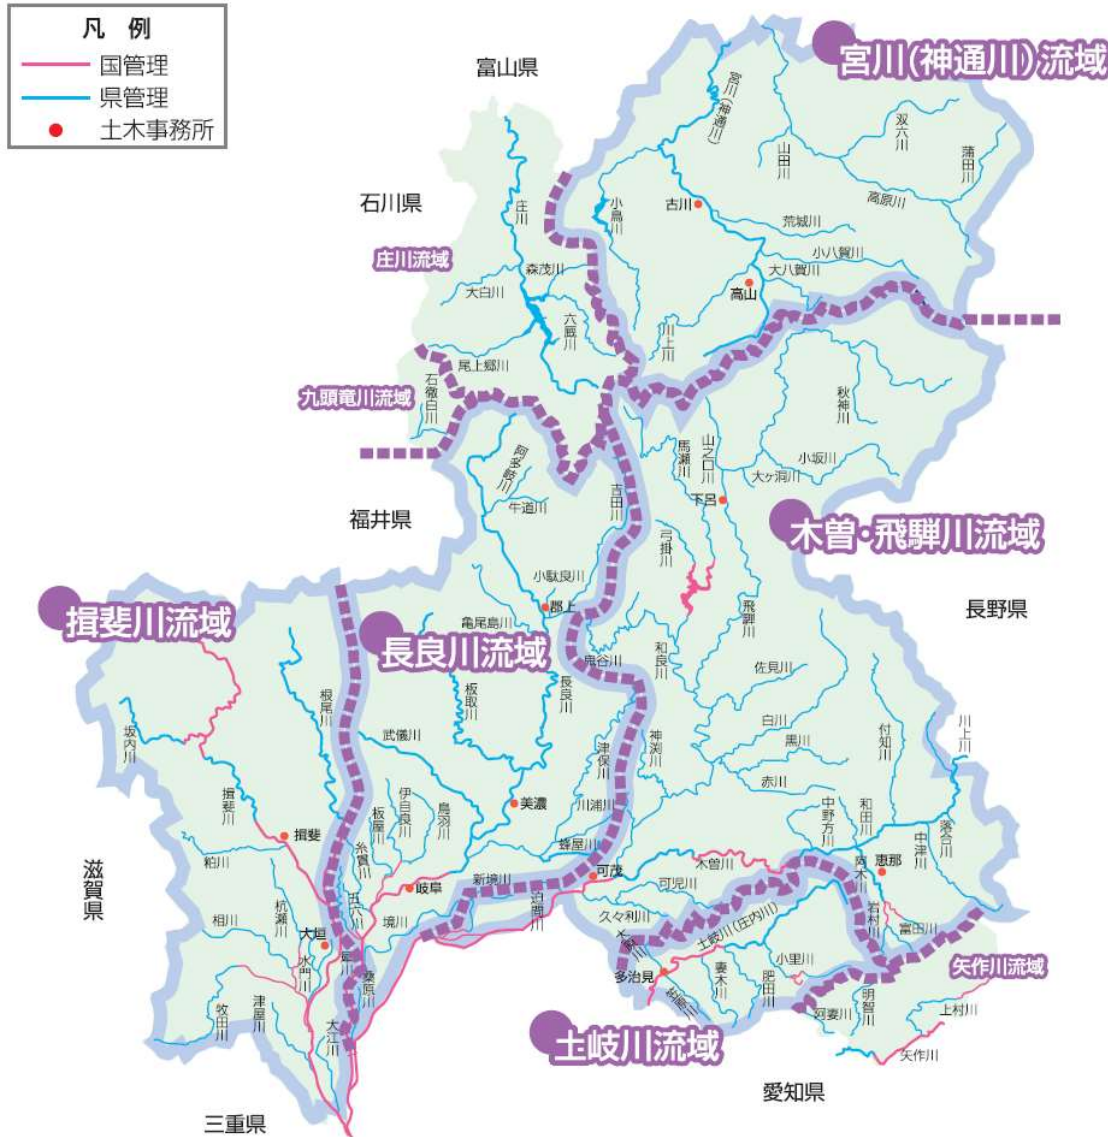 凡 例
国管理
県管理
土木事務所
宮川(神通川)流域
富山県
宮川(神通川)
双六川
山田川
蒲田川
高原川
石川県
庄川
小鳥川
古川
荒城川
庄川流域
森茂川
小八賀川
大八賀川
大白川
高山
六厩川
川上川
尾上郷川
石徹白川
九頭竜川流域
秋神川
馬瀬川
山之口川
小坂川
大ヶ洞川
阿多岐川
吉田川
下呂
牛道川
福井県
木曽・飛騨川流域
弓掛川
小駄良川
郡上
飛騨川
長野県
揖斐川流域
亀尾島川
長良川流域
鬼谷川
和良川
佐見川
根尾川
板取川
長良川
坂内川
白川
付知川
川上川
武儀川
神渕川
黒川
津保川
赤川
揖斐川
伊自良川
鳥羽川
美濃
川浦川
板屋川
中野方川
和田川
落合川
揖斐
糸貫川
蜂屋川
中津川
粕川
木曽川
阿木川
恵那
滋賀県
新境川
可茂
可児川
岐阜
杭瀬川
五六川
境川
久々利川
岩村川
相川
富田川
土岐川(庄内川)
大垣
水門川
犀川
小里川
多治見
矢作川流域
桑原川
妻木川
肥田川
津屋川
牧田川
明智川
大江川
阿妻川
上村川
土岐川流域
矢作川
愛知県
三重県